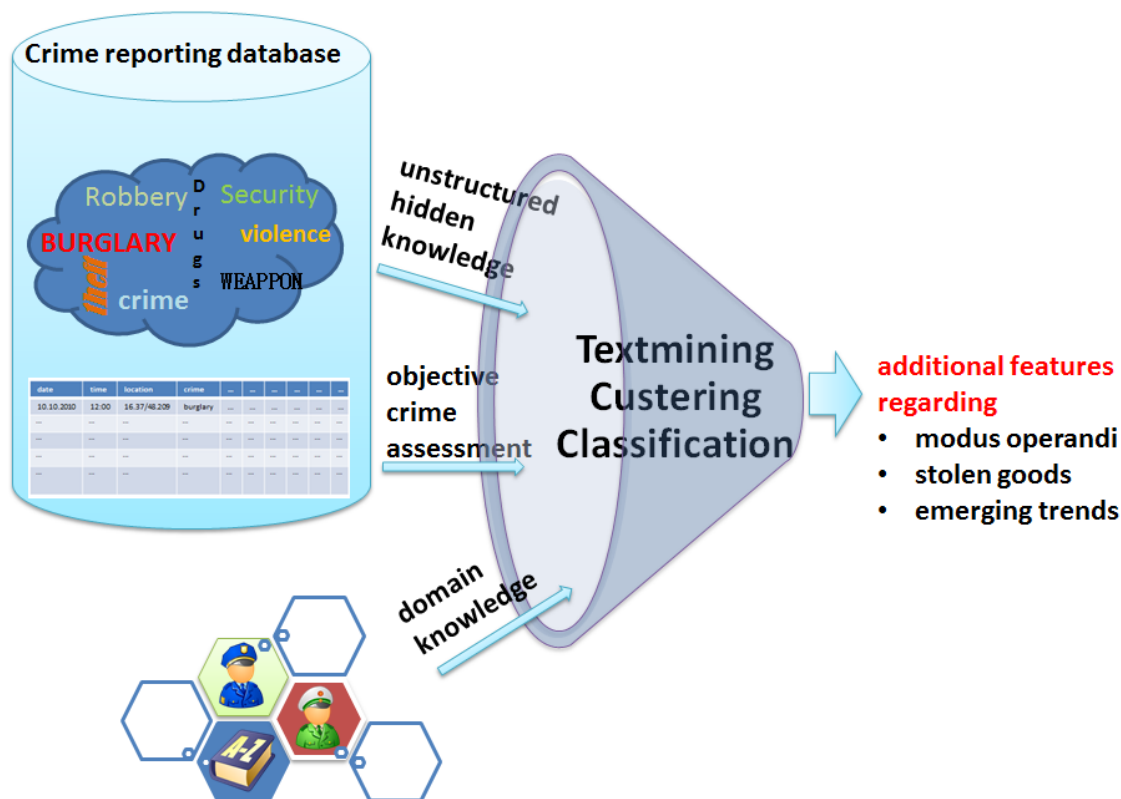 Crime reporting database
Robbery
Drugs
Security
BURGLARY
violence
theft
crime
WEAPPON
date time location crime ... ... ... ... ... ...
10.10.2010 12:00 16.37/48.209 burglary ... ... ... ... ... ...
... ... ... ... ... ... ... ... ... ...
... ... ... ... ... ... ... ... ... ...
... ... ... ... ... ... ... ... ... ...
... ... ... ... ... ... ... ... ... ...
unstructured
hidden
knowledge
objective
crime
assessment
domain
knowledge
A-Z
Textmining
Custering
Classification
additional features
regarding
• modus operandi
• stolen goods
• emerging trends